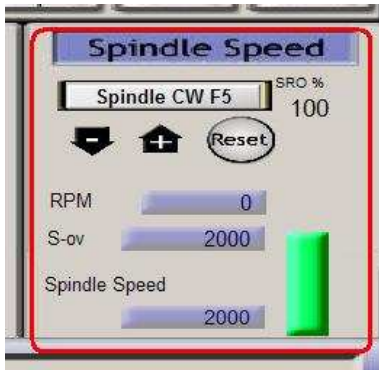 Spindle Speed
Spindle CW F5
SRO %
100
Reset
RPM 0
S-ov 2000
Spindle Speed
2000